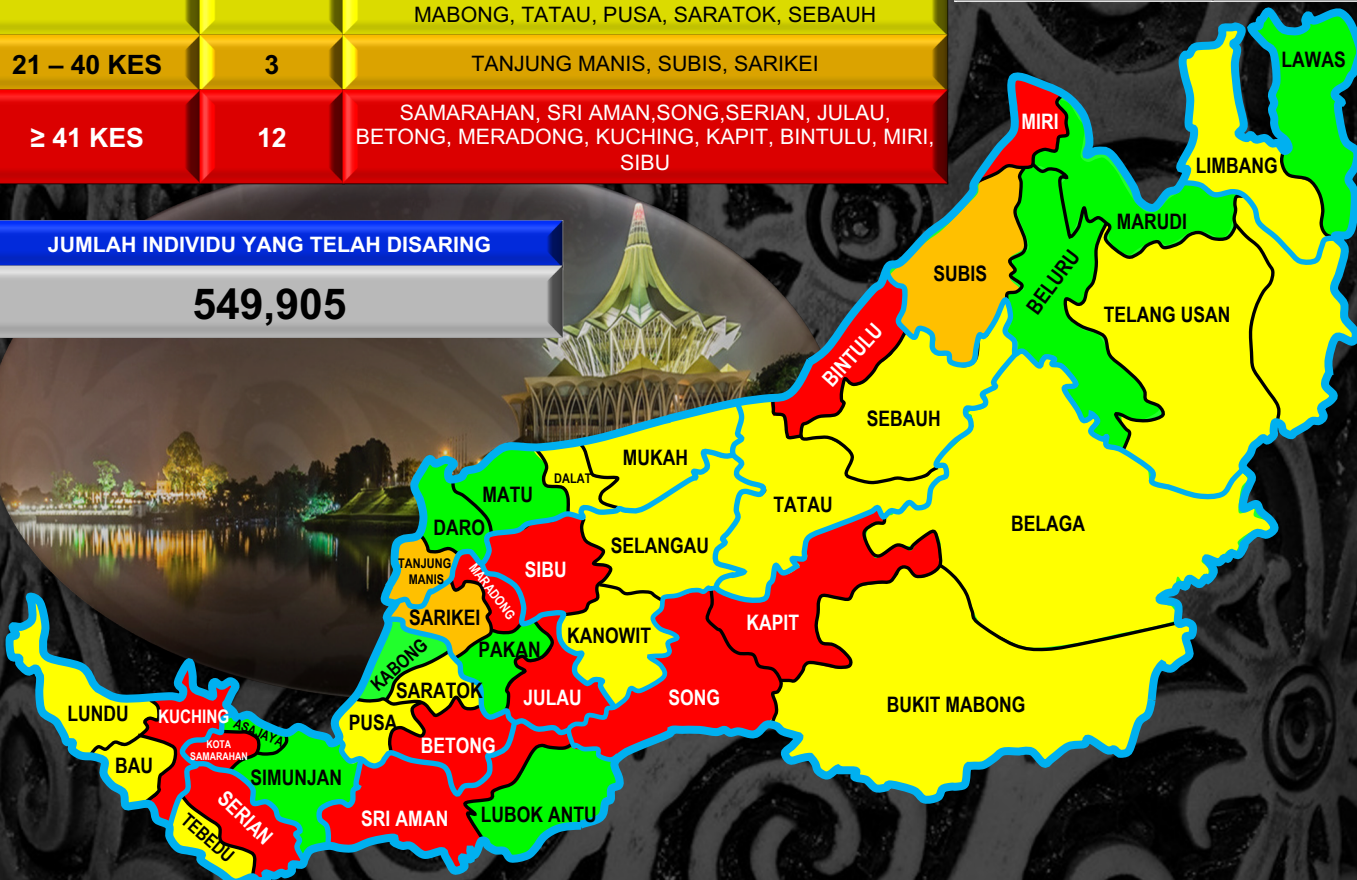 MABONG, TATAU, PUSA, SARATOK, SEBAUH
21 – 40 KES
3
TANJUNG MANIS, SUBIS, SARIKEI
≥ 41 KES
12
SAMARAHAN, SRI AMAN,SONG,SERIAN, JULAU,
BETONG, MERADONG, KUCHING, KAPIT, BINTULU, MIRI,
SIBU
JUMLAH INDIVIDU YANG TELAH DISARING
549,905
LAWAS
MIRI
LIMBANG
MARUDI
SUBIS
BELURU
TELANG USAN
BINTULU
SEBAUH
MUKAH
DALAT
MATU
TATAU
DARO
BELAGA
SELANGAU
TANJUNG
MANIS
SIBU
MARADONG
SARIKEI
KAPIT
KANOWIT
PAKAN
KABONG
SARATOK
JULAU
SONG
BUKIT MABONG
LUNDU
KUCHING
PUSA
ASAJAYA
KOTA
SAMARAHAN
BETONG
BAU
SIMUNJAN
SERIAN
SRI AMAN
LUBOK ANTU
TEBEDU